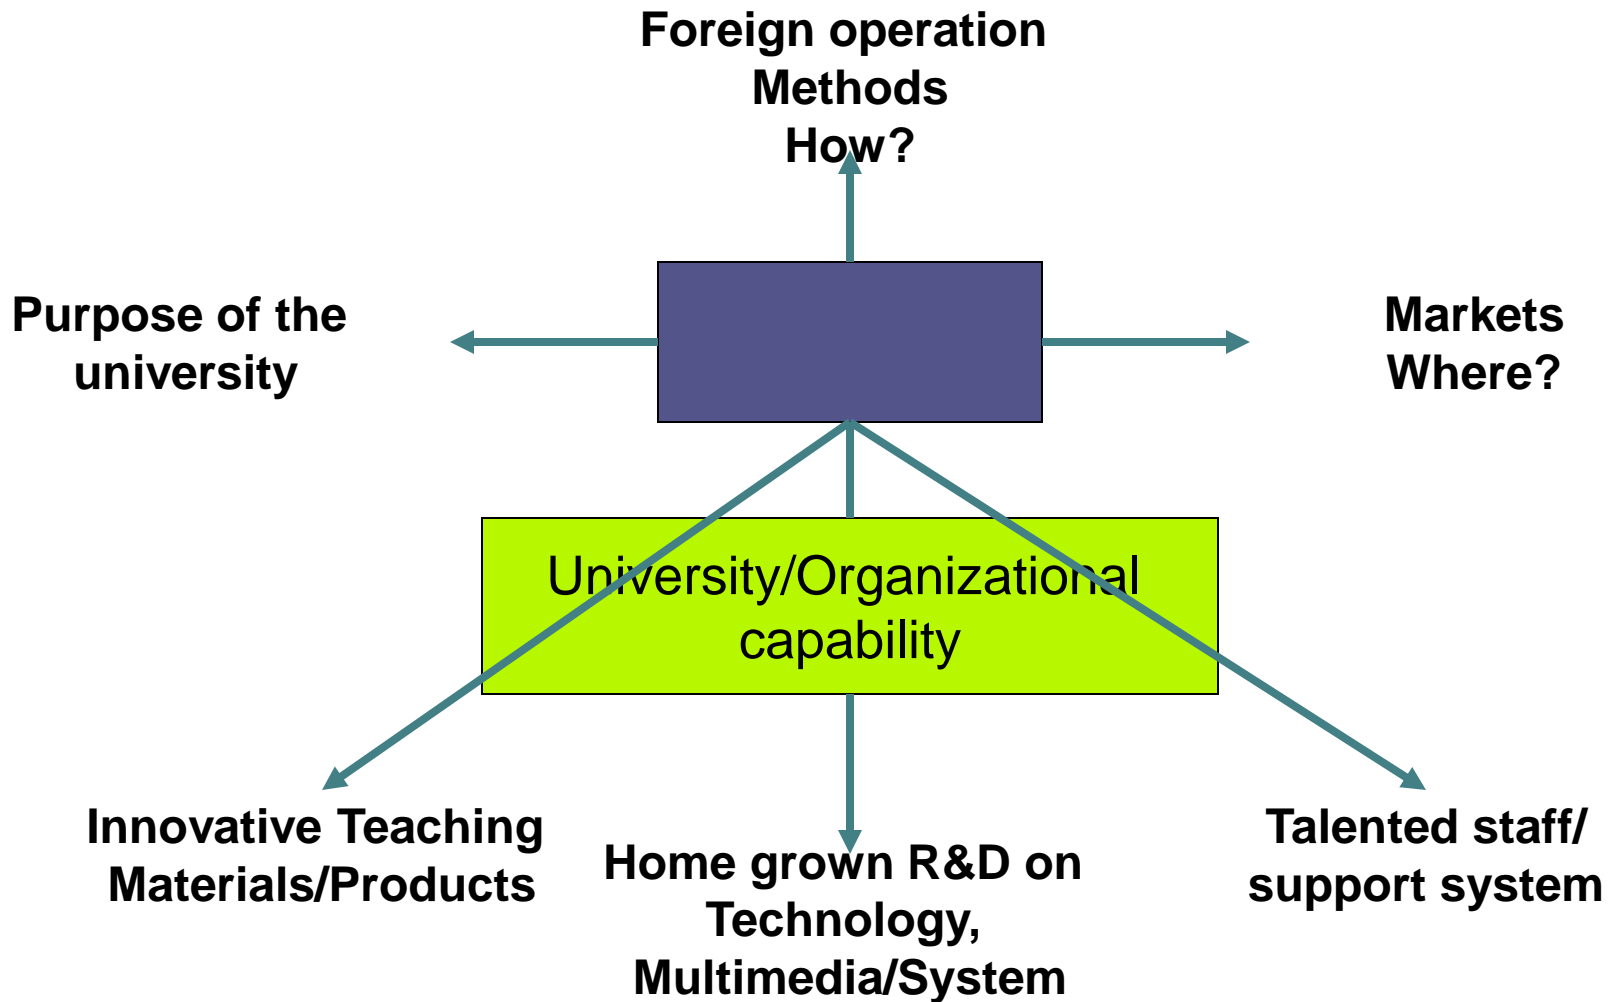 Foreign operation
Methods
How?
Purpose of the
university
Markets
Where?
University/Organizational
capability
Innovative Teaching
Materials/Products
Home grown R&D on
Technology,
Multimedia/System
Talented staff/
support system